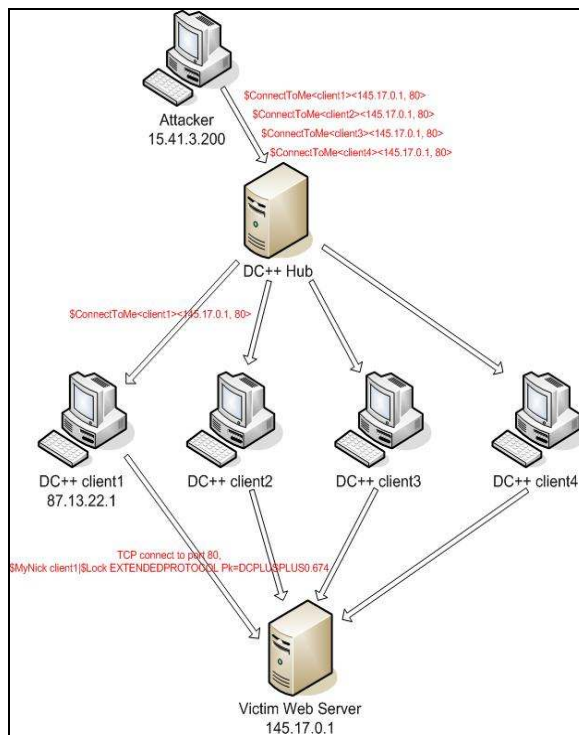 $ConnectToMe<client1><145.17.0.1, 80>
$ConnectToMe<client2><145.17.0.1, 80>
$ConnectToMe<client3><145.17.0.1, 80>
$ConnectToMe<client4><145.17.0.1, 80>
Attacker
15.41.3.200
DC++ Hub
$ConnectToMe<client1><145.17.0.1, 80>
DC++ client1
87.13.22.1
DC++ client2
DC++ client3
DC++ client4
TCP connect to port 80,
$MyNick client1|$Lock EXTENDEDPROTOCOL Pk=DCPLUSPLUS0.674
Victim Web Server
145.17.0.1